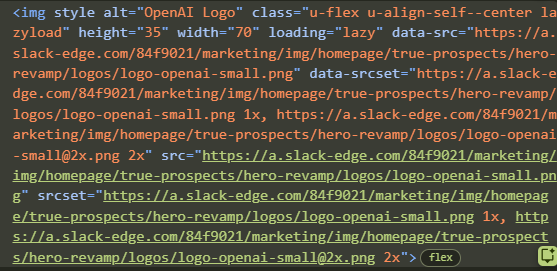 <img style alt="OpenAI Logo" class="u-flex u-align-self--center la
zyload" height="35" width="70" loading="lazy" data-src="https://a.
slack-edge.com/84f9021/marketing/img/homepage/true-prospects/hero-
revamp/logos/logo-openai-small.png" data-srcset="https://a.slack-e
dge.com/84f9021/marketing/img/homepage/true-prospects/hero-revamp/
logos/logo-openai-small.png 1x, https://a.slack-edge.com/84f9021/m
arketing/img/homepage/true-prospects/hero-revamp/logos/logo-openai
-small@2x.png 2x" src="https://a.slack-edge.com/84f9021/marketing/
img/homepage/true-prospects/hero-revamp/logos/logo-openai-small.pn
g" srcset="https://a.slack-edge.com/84f9021/marketing/img/homepag
e/true-prospects/hero-revamp/logos/logo-openai-small.png 1x, http
s://a.slack-edge.com/84f9021/marketing/img/homepage/true-prospect
s/hero-revamp/logos/logo-openai-small@2x.png 2x"> flex